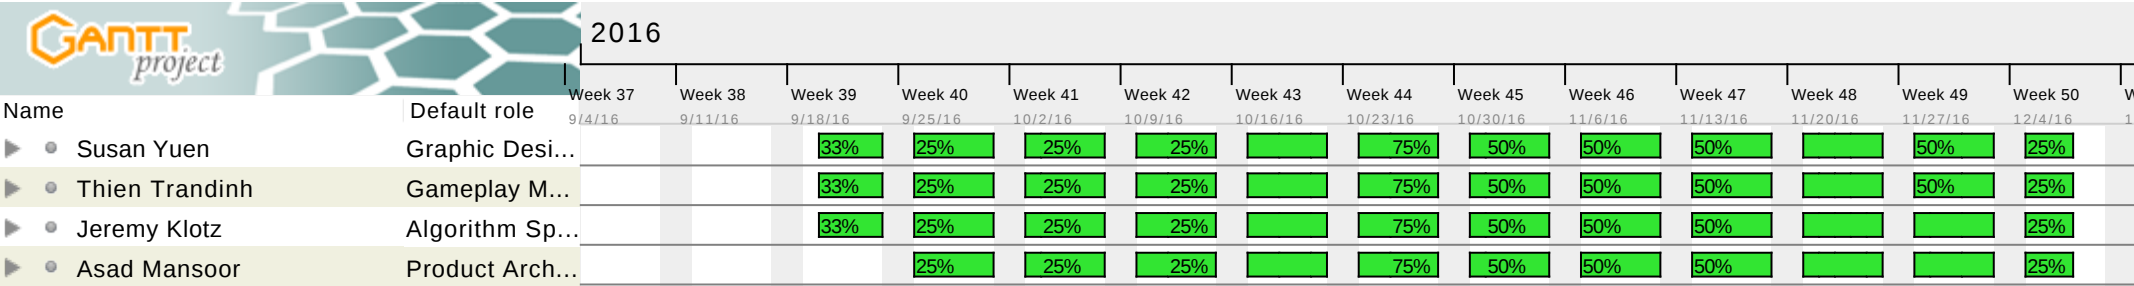 GANTT
project
2016
Week 37 Week 38 Week 39 Week 40 Week 41 Week 42 Week 43 Week 44 Week 45 Week 46 Week 47 Week 48 Week 49 Week 50 W
Name Default role
9/4/16 9/11/16 9/18/16 9/25/16 10/2/16 10/9/16 10/16/16 10/23/16 10/30/16 11/6/16 11/13/16 11/20/16 11/27/16 12/4/16 1
Susan Yuen Graphic Desi... 33% 25% 25% 25% 75% 50% 50% 50% 50% 25%
Thien Trandinh Gameplay M... 33% 25% 25% 25% 75% 50% 50% 50% 50% 25%
Jeremy Klotz Algorithm Sp... 33% 25% 25% 25% 75% 50% 50% 50% 25%
Asad Mansoor Product Arch... 25% 25% 25% 75% 50% 50% 50% 25%